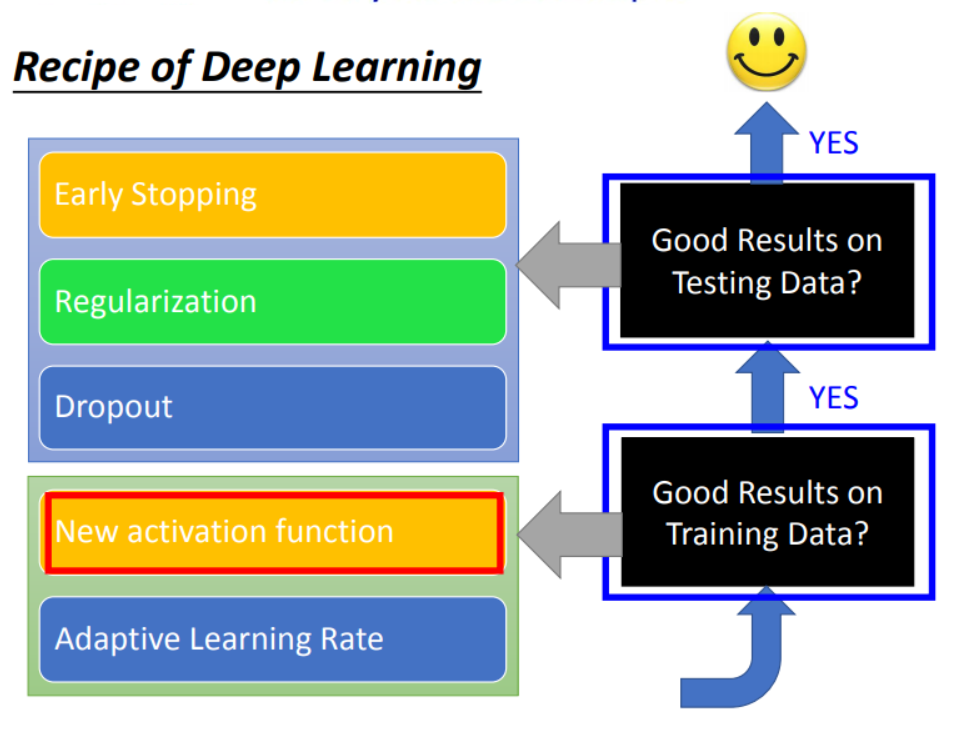 Recipe of Deep Learning
YES
Early Stopping
Good Results on
Testing Data?
Regularization
Dropout
YES
New activation function
Good Results on
Training Data?
Adaptive Learning Rate